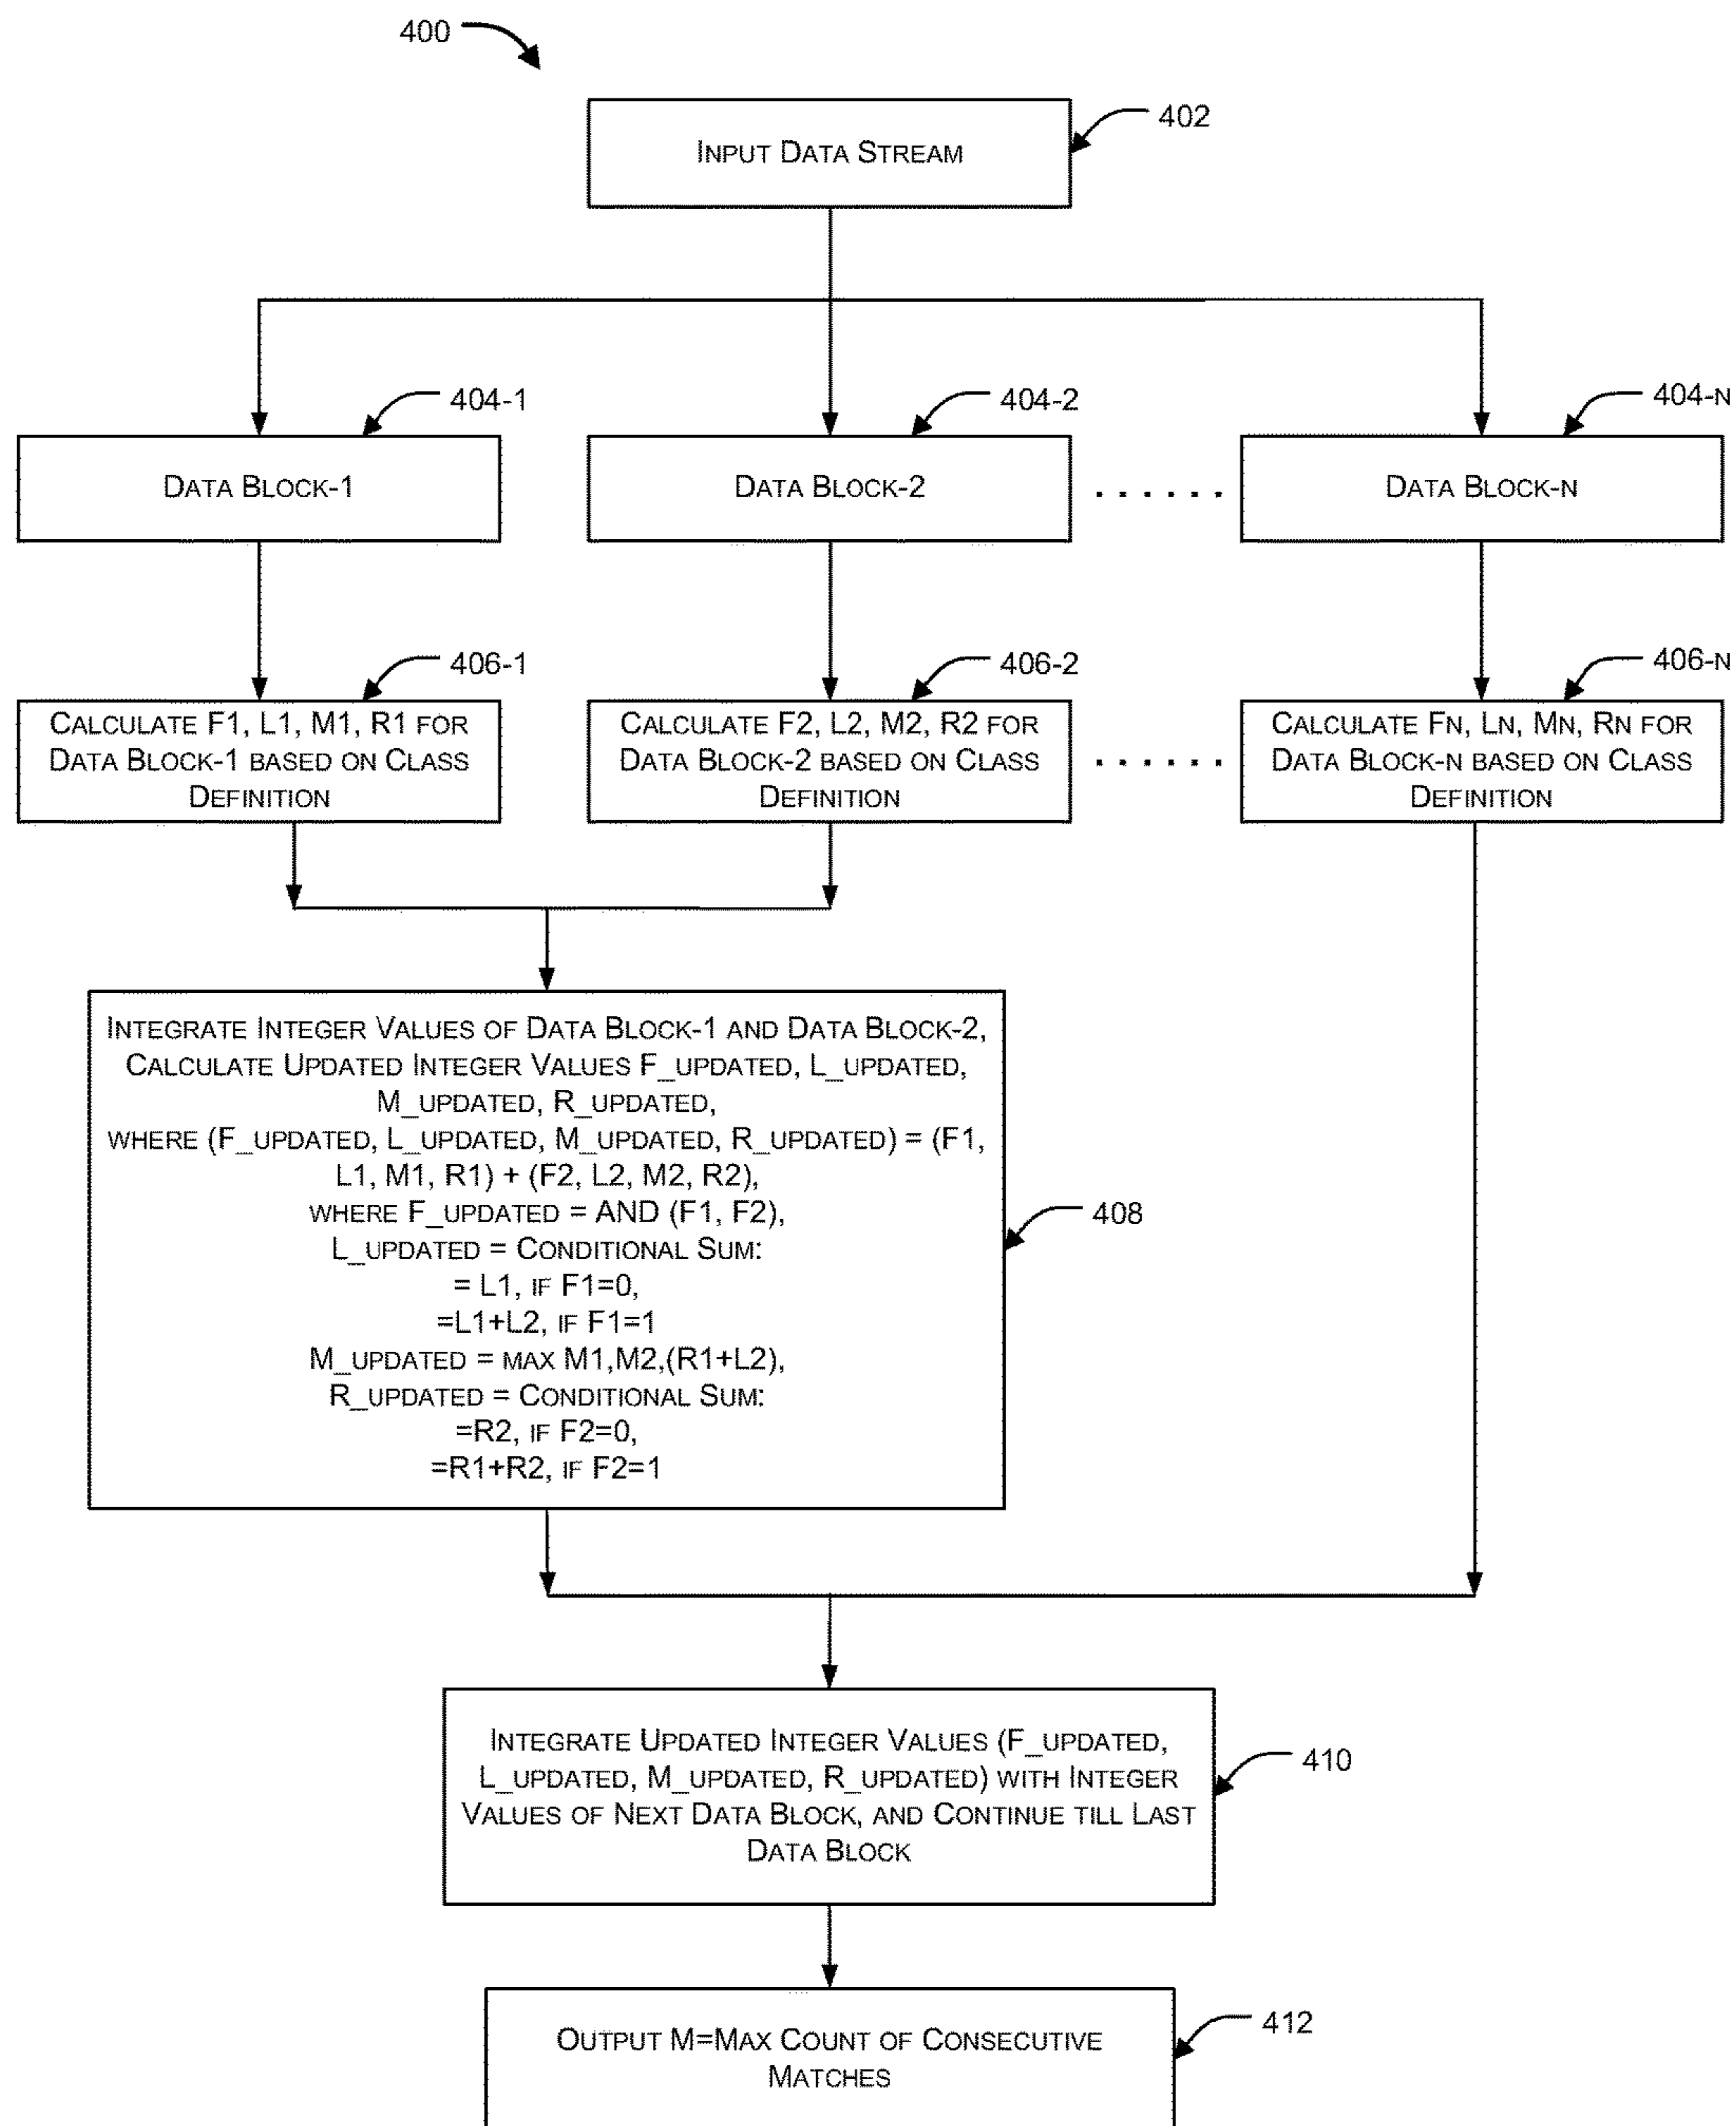 400
402
INPUT DATA STREAM
404-1
404-2
404-N
DATA BLOCK-1
DATA BLOCK-2
......
DATA BLOCK-N
406-1
406-2
406-N
CALCULATE F1, L1, M1, R1 FOR
DATA BLOCK-1 BASED ON CLASS
DEFINITION
CALCULATE F2, L2, M2, R2 FOR
DATA BLOCK-2 BASED ON CLASS
DEFINITION
......
CALCULATE FN, LN, MN, RN FOR
DATA BLOCK-N BASED ON CLASS
DEFINITION
INTEGRATE INTEGER VALUES OF DATA BLOCK-1 AND DATA BLOCK-2,
CALCULATE UPDATED INTEGER VALUES F_UPDATED, L_UPDATED,
M_UPDATED, R_UPDATED,
WHERE (F_UPDATED, L_UPDATED, M_UPDATED, R_UPDATED) = (F1,
L1, M1, R1) + (F2, L2, M2, R2),
WHERE F_UPDATED = AND (F1, F2),
L_UPDATED = CONDITIONAL SUM:
= L1, IF F1=0,
=L1+L2, IF F1=1
M_UPDATED = MAX M1,M2,(R1+L2),
R_UPDATED = CONDITIONAL SUM:
=R2, IF F2=0,
=R1+R2, IF F2=1
408
INTEGRATE UPDATED INTEGER VALUES (F_UPDATED,
L_UPDATED, M_UPDATED, R_UPDATED) WITH INTEGER
VALUES OF NEXT DATA BLOCK, AND CONTINUE TILL LAST
DATA BLOCK
410
OUTPUT M=MAX COUNT OF CONSECUTIVE
MATCHES
412